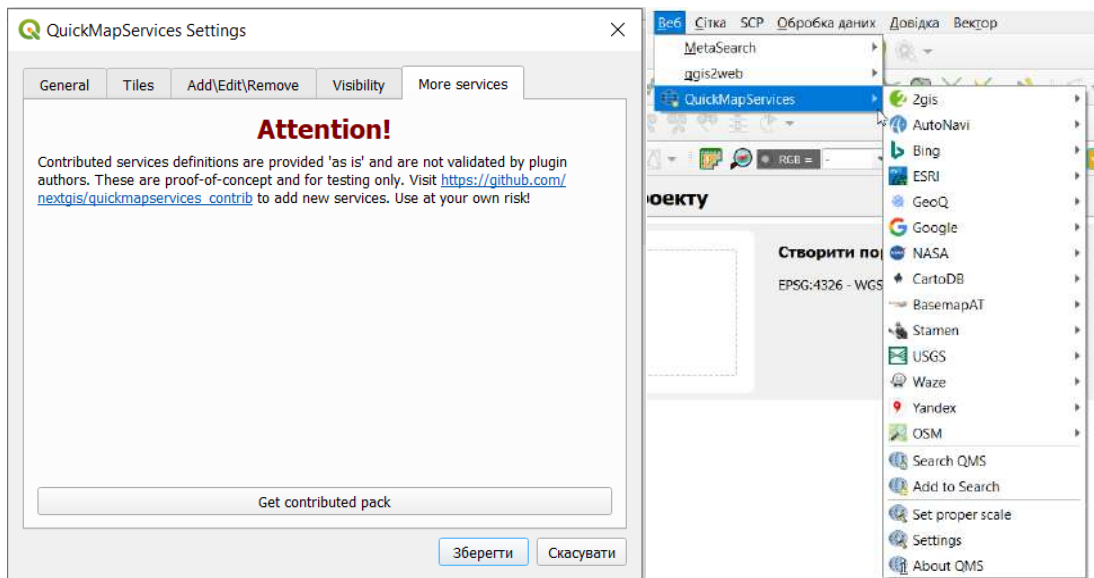 QuickMapServices Settings
General
Tiles
Add\Edit\Remove
Visibility
More services
Attention!
Contributed services definitions are provided 'as is' and are not validated by plugin
authors. These are proof-of-concept and for testing only. Visit https://github.com/
nextgis/quickmapservices_contrib to add new services. Use at your own risk!
Get contributed pack
Зберегти
Скасувати
Веб Сітка SCP Обробка даних Довідка Вектор
MetaSearch
qgis2web
QuickMapServices
RGB = -
роекту
Створити по
EPSG:4326 - WGS
2gis
AutoNavi
Bing
ESRI
GeoQ
Google
NASA
CartoDB
BasemapAT
Stamen
USGS
Waze
Yandex
OSM
Search QMS
Add to Search
Set proper scale
Settings
About QMS